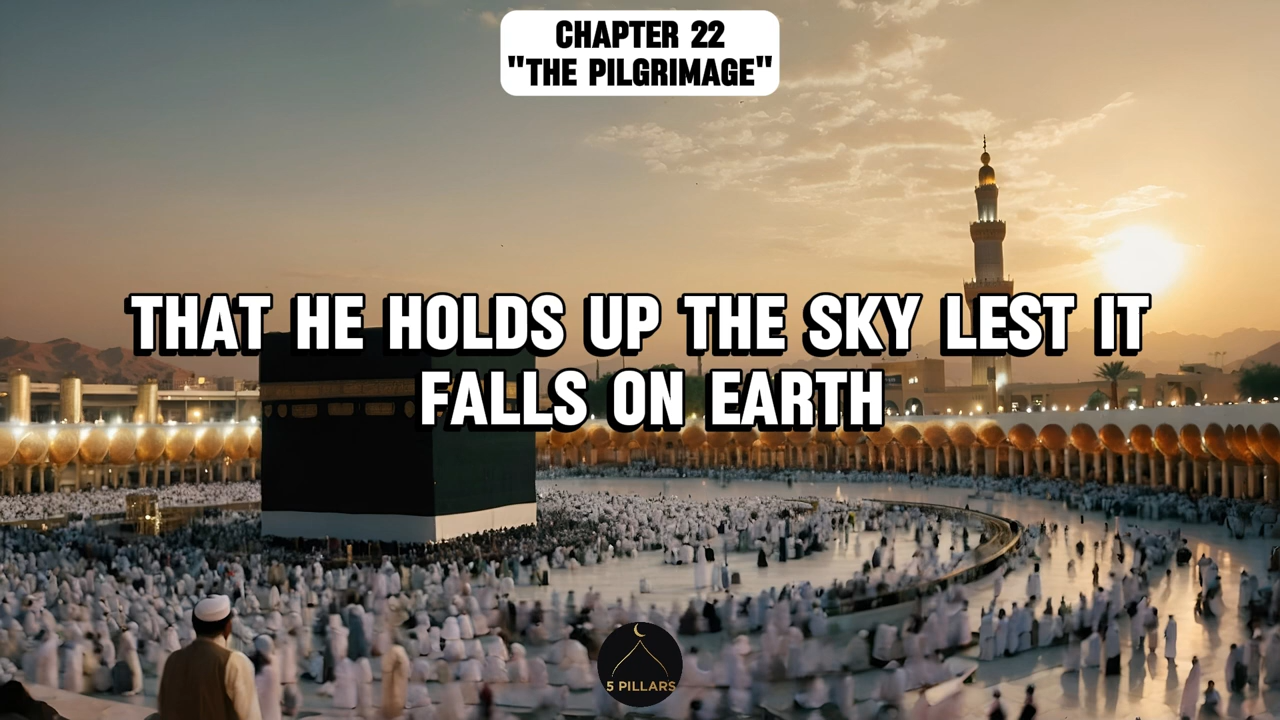 CHAPTER 22
"THE PILGRIMAGE"
THAT HE HOLDS UP THE SKY LEST IT
FALLS ON EARTH
5 PILLARS